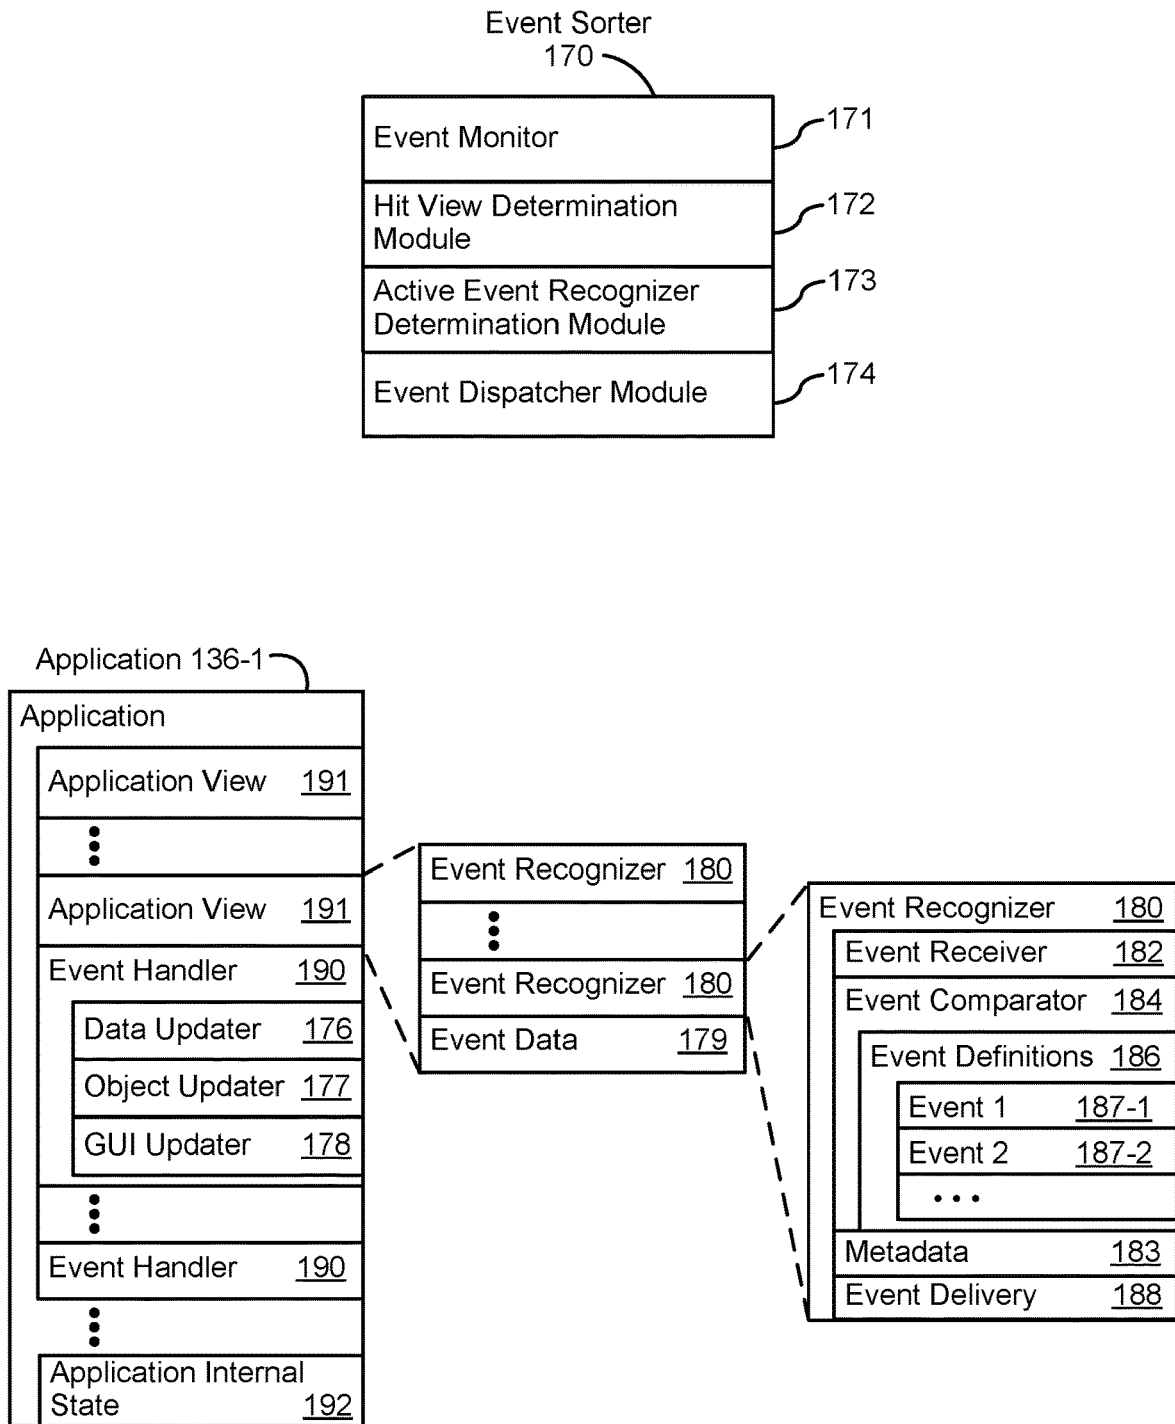 Event Sorter
170
Event Monitor
171
Hit View Determination
Module
172
Active Event Recognizer
Determination Module
173
Event Dispatcher Module
174
Application 136-1
Application
Application View 191
Application View 191
Event Handler 190
Data Updater 176
Object Updater 177
GUI Updater 178
Event Handler 190
Application Internal
State 192
Event Recognizer 180
Event Recognizer 180
Event Data 179
Event Recognizer 180
Event Receiver 182
Event Comparator 184
Event Definitions 186
Event 1 187-1
Event 2 187-2
• • •
Metadata 183
Event Delivery 188